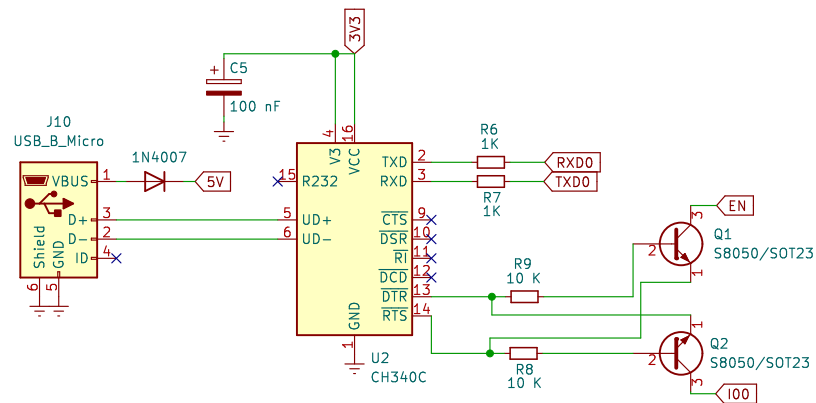 3V3
C5
+
100 nF
J10
USB_B_Micro
1N4007
VBUS 1
5V
D+ 3
D- 2
ID 4
Shield
GND
6
5
4
16
V3
VCC
15 R232
5 UD+
6 UD-
TXD 2
RXD 3
CTS 9
DSR 10
RI 11
DCD 12
DTR 13
RTS 14
GND
1
U2
CH340C
R6
1K
RXD0
TXD0
R7
1K
EN
3
Q1
S8050/SOT23
2
1
R9
10 K
1
Q2
S8050/SOT23
2
3
R8
10 K
IO0